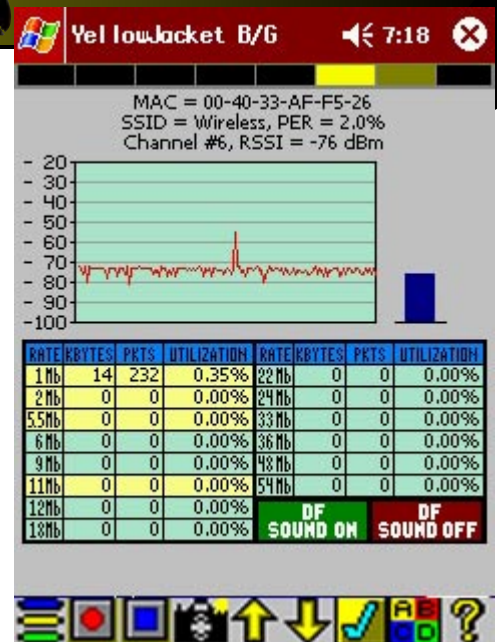 YellowJacket B/G 7:18
MAC = 00-40-33-AF-F5-26
SSID = Wireless, PER = 2.0%
Channel #6, RSSI = -76 dBm
- 20
- 30
- 40
- 50
- 60
- 70
- 80
- 90
-100
RATE KBYTES PKTS UTILIZATION RATE KBYTES PKTS UTILIZATION
1Mb 14 232 0.35% 22Mb 0 0 0.00%
2Mb 0 0 0.00% 24Mb 0 0 0.00%
5.5Mb 0 0 0.00% 33Mb 0 0 0.00%
6Mb 0 0 0.00% 36Mb 0 0 0.00%
9Mb 0 0 0.00% 48Mb 0 0 0.00%
11Mb 0 0 0.00% 54Mb 0 0 0.00%
12Mb 0 0 0.00% DF SOUND ON DF SOUND OFF
18Mb 0 0 0.00%
AB CD ?